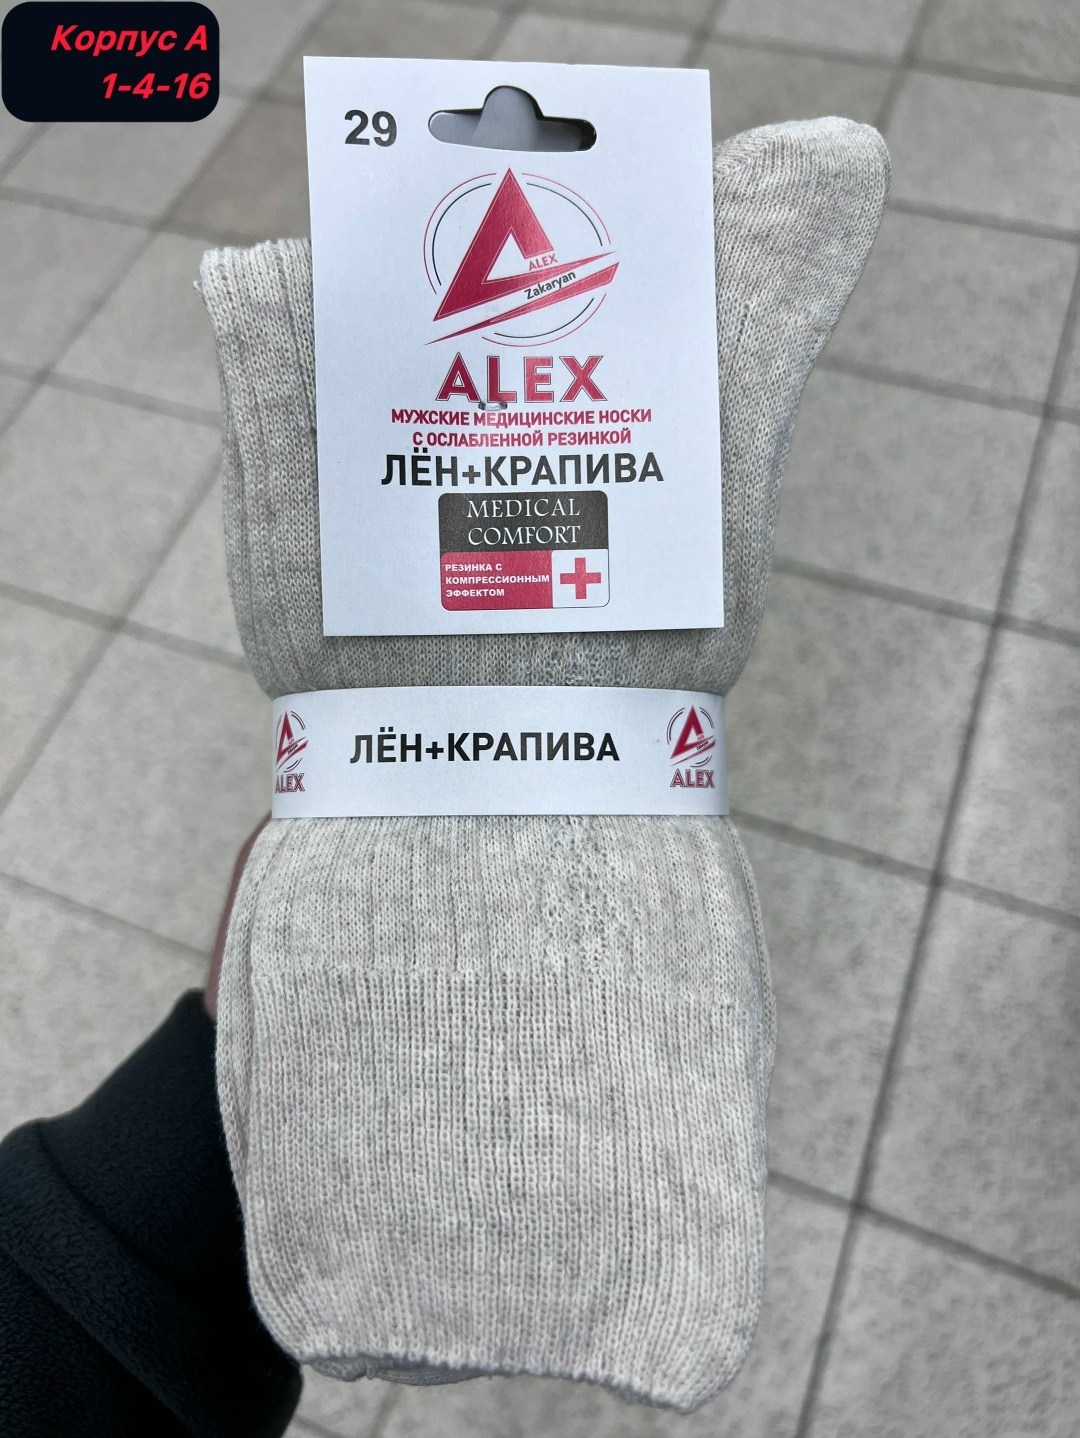 Корпус А
1-4-16
29
ALEX
Zakaryan
ALEX
МУЖСКИЕ МЕДИЦИНСКИЕ НОСКИ
С ОСЛАБЛЕННОЙ РЕЗИНКОЙ
ЛЁН+КРАПИВА
MEDICAL
COMFORT
РЕЗИНКА С
КОМПРЕССИОННЫМ
ЭФФЕКТОМ
ALEX
ЛЁН+КРАПИВА
ALEX